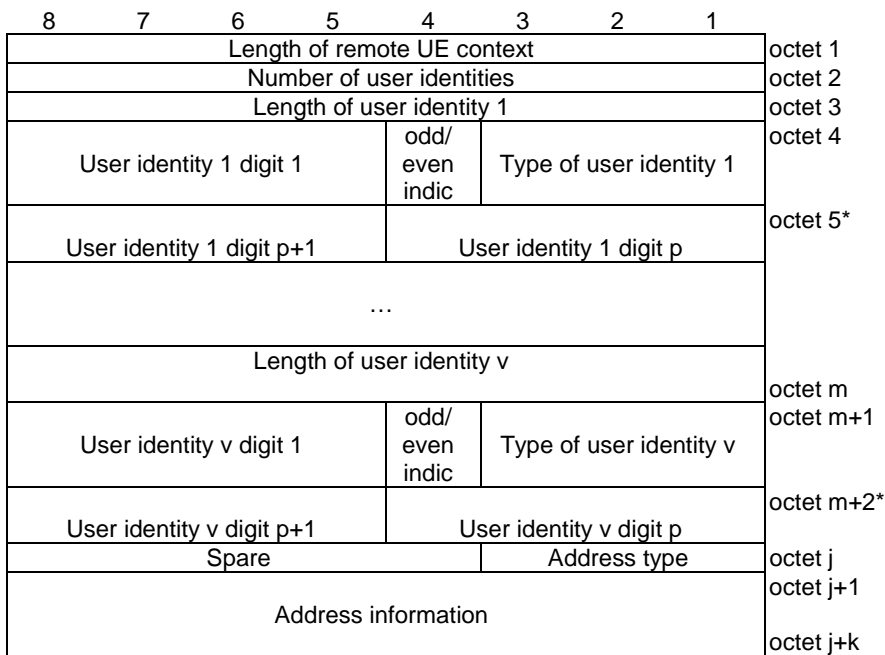 8 7 6 5 4 3 2 1
Length of remote UE context octet 1
Number of user identities octet 2
Length of user identity 1 octet 3
odd/ octet 4
User identity 1 digit 1 even Type of user identity 1
indic
octet 5*
User identity 1 digit p+1 User identity 1 digit p
…
Length of user identity v
octet m
odd/ octet m+1
User identity v digit 1 even Type of user identity v
indic
octet m+2*
User identity v digit p+1 User identity v digit p
Spare Address type octet j
octet j+1
Address information
octet j+k